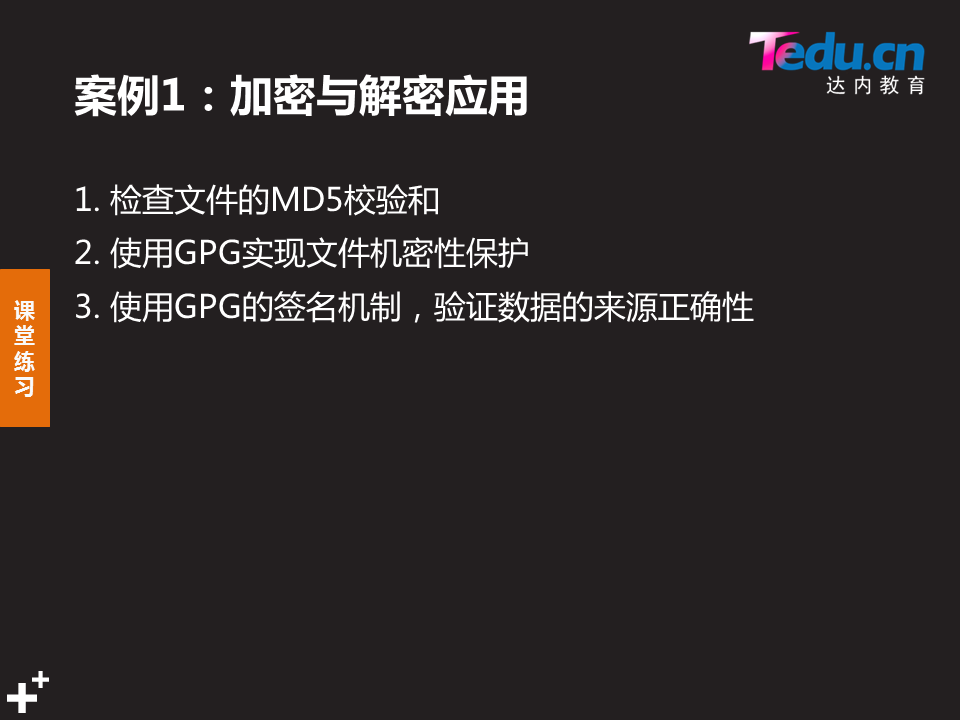 Tedu.cn
达内教育
案例1：加密与解密应用
1. 检查文件的MD5校验和
2. 使用GPG实现文件机密性保护
3. 使用GPG的签名机制，验证数据的来源正确性
课堂练习